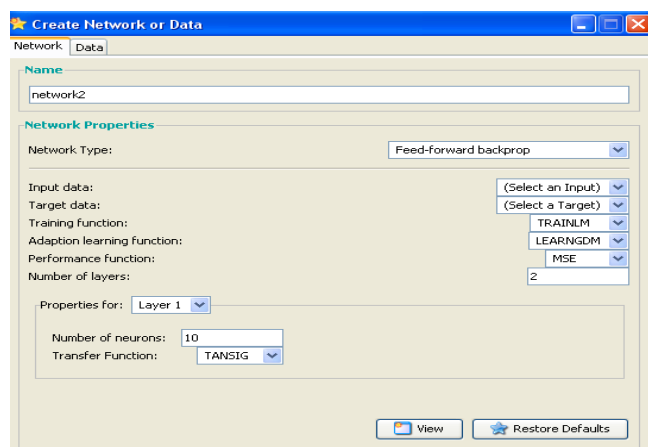 Create Network or Data
Network Data
Name
network2
Network Properties
Network Type: Feed-forward backprop
Input data: (Select an Input)
Target data: (Select a Target)
Training function: TRAINLM
Adaption learning function: LEARNGDM
Performance function: MSE
Number of layers: 2
Properties for: Layer 1
Number of neurons: 10
Transfer Function: TANSIG
View Restore Defaults